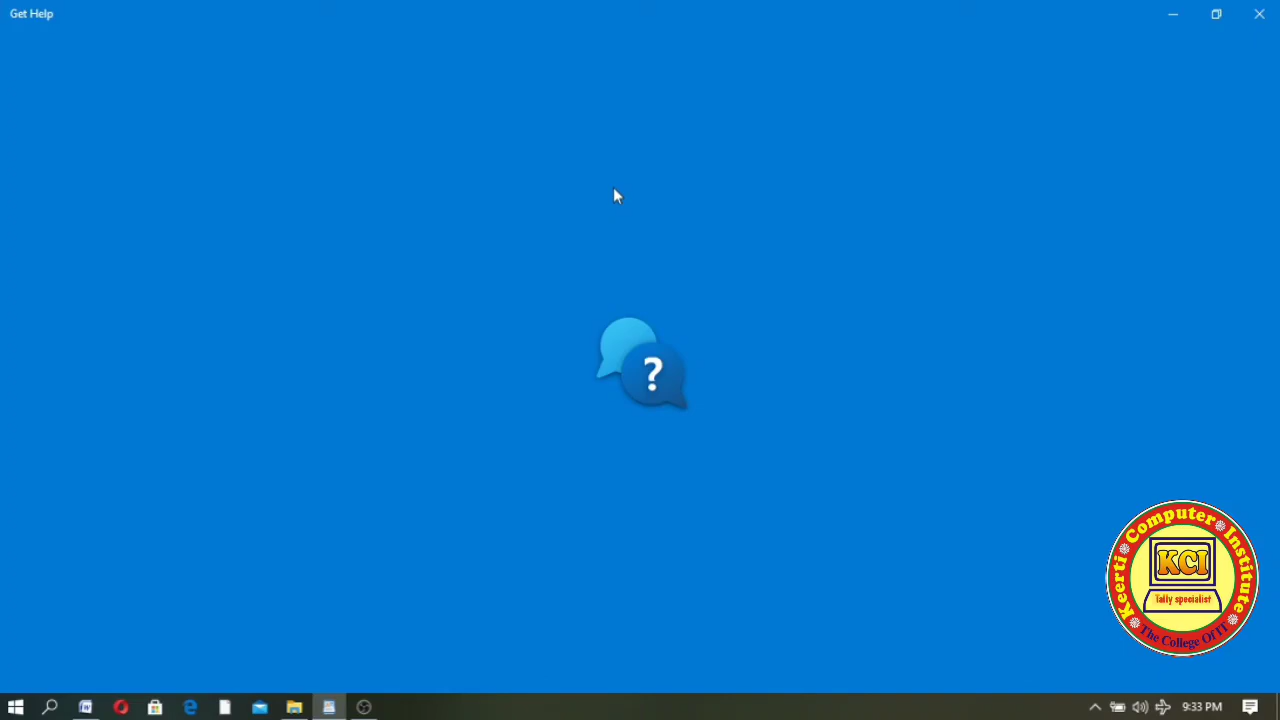 Get Help
?
Keerti Computer Institute
KCI
Tally specialist
The College Of IT
9:33 PM